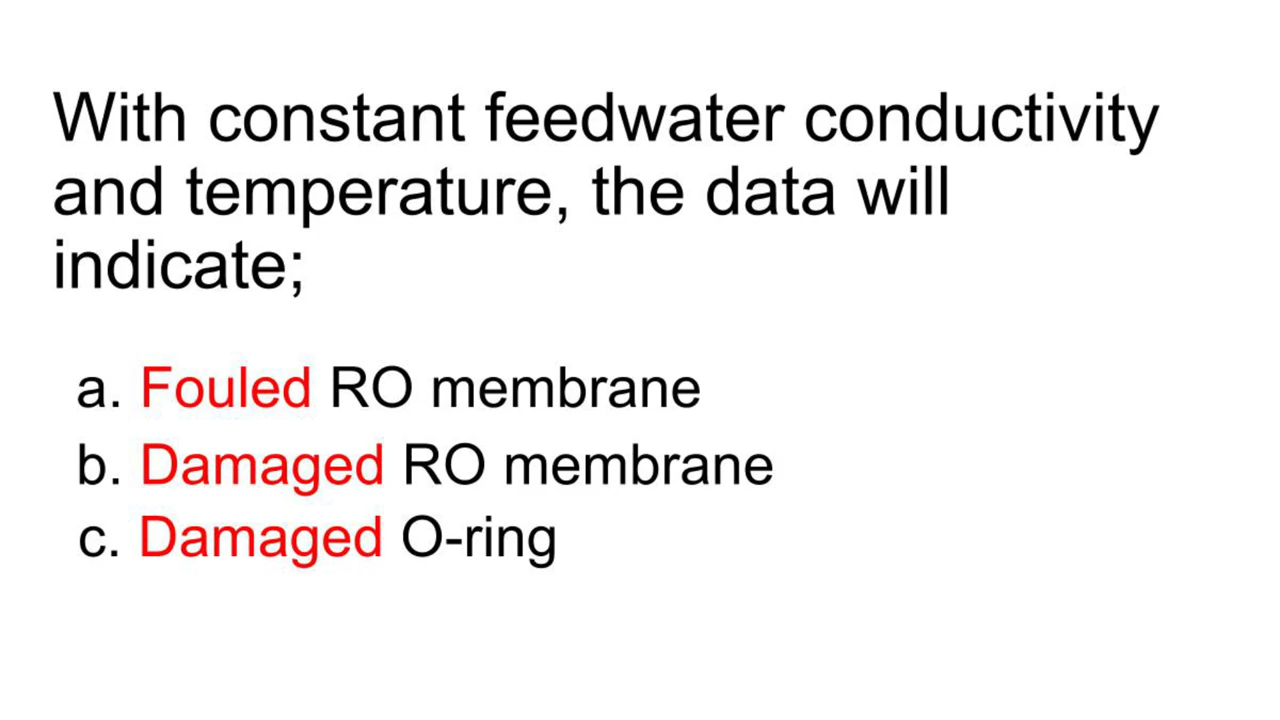 With constant feedwater conductivity
and temperature, the data will
indicate;
a. Fouled RO membrane
b. Damaged RO membrane
c. Damaged O-ring